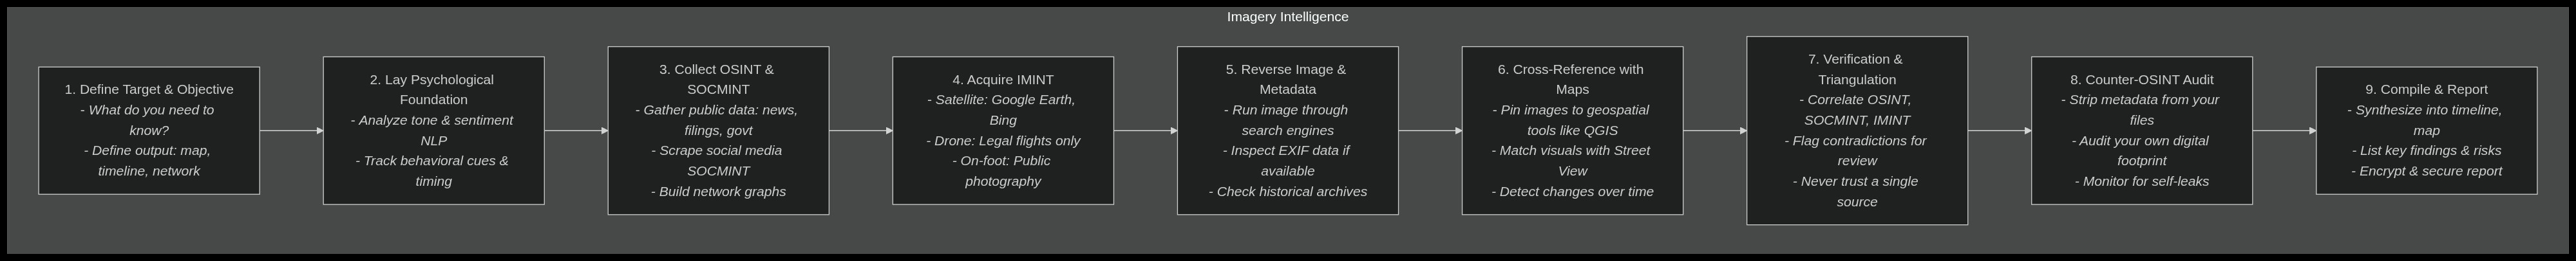 Imagery Intelligence
1. Define Target & Objective
- What do you need to
know?
- Define output: map,
timeline, network
2. Lay Psychological
Foundation
- Analyze tone & sentiment
NLP
- Track behavioral cues &
timing
3. Collect OSINT &
SOCMINT
- Gather public data: news,
filings, govt
- Scrape social media
SOCMINT
- Build network graphs
4. Acquire IMINT
- Satellite: Google Earth,
Bing
- Drone: Legal flights only
- On-foot: Public
photography
5. Reverse Image &
Metadata
- Run image through
search engines
- Inspect EXIF data if
available
- Check historical archives
6. Cross-Reference with
Maps
- Pin images to geospatial
tools like QGIS
- Match visuals with Street
View
- Detect changes over time
7. Verification &
Triangulation
- Correlate OSINT,
SOCMINT, IMINT
- Flag contradictions for
review
- Never trust a single
source
8. Counter-OSINT Audit
- Strip metadata from your
files
- Audit your own digital
footprint
- Monitor for self-leaks
9. Compile & Report
- Synthesize into timeline,
map
- List key findings & risks
- Encrypt & secure report